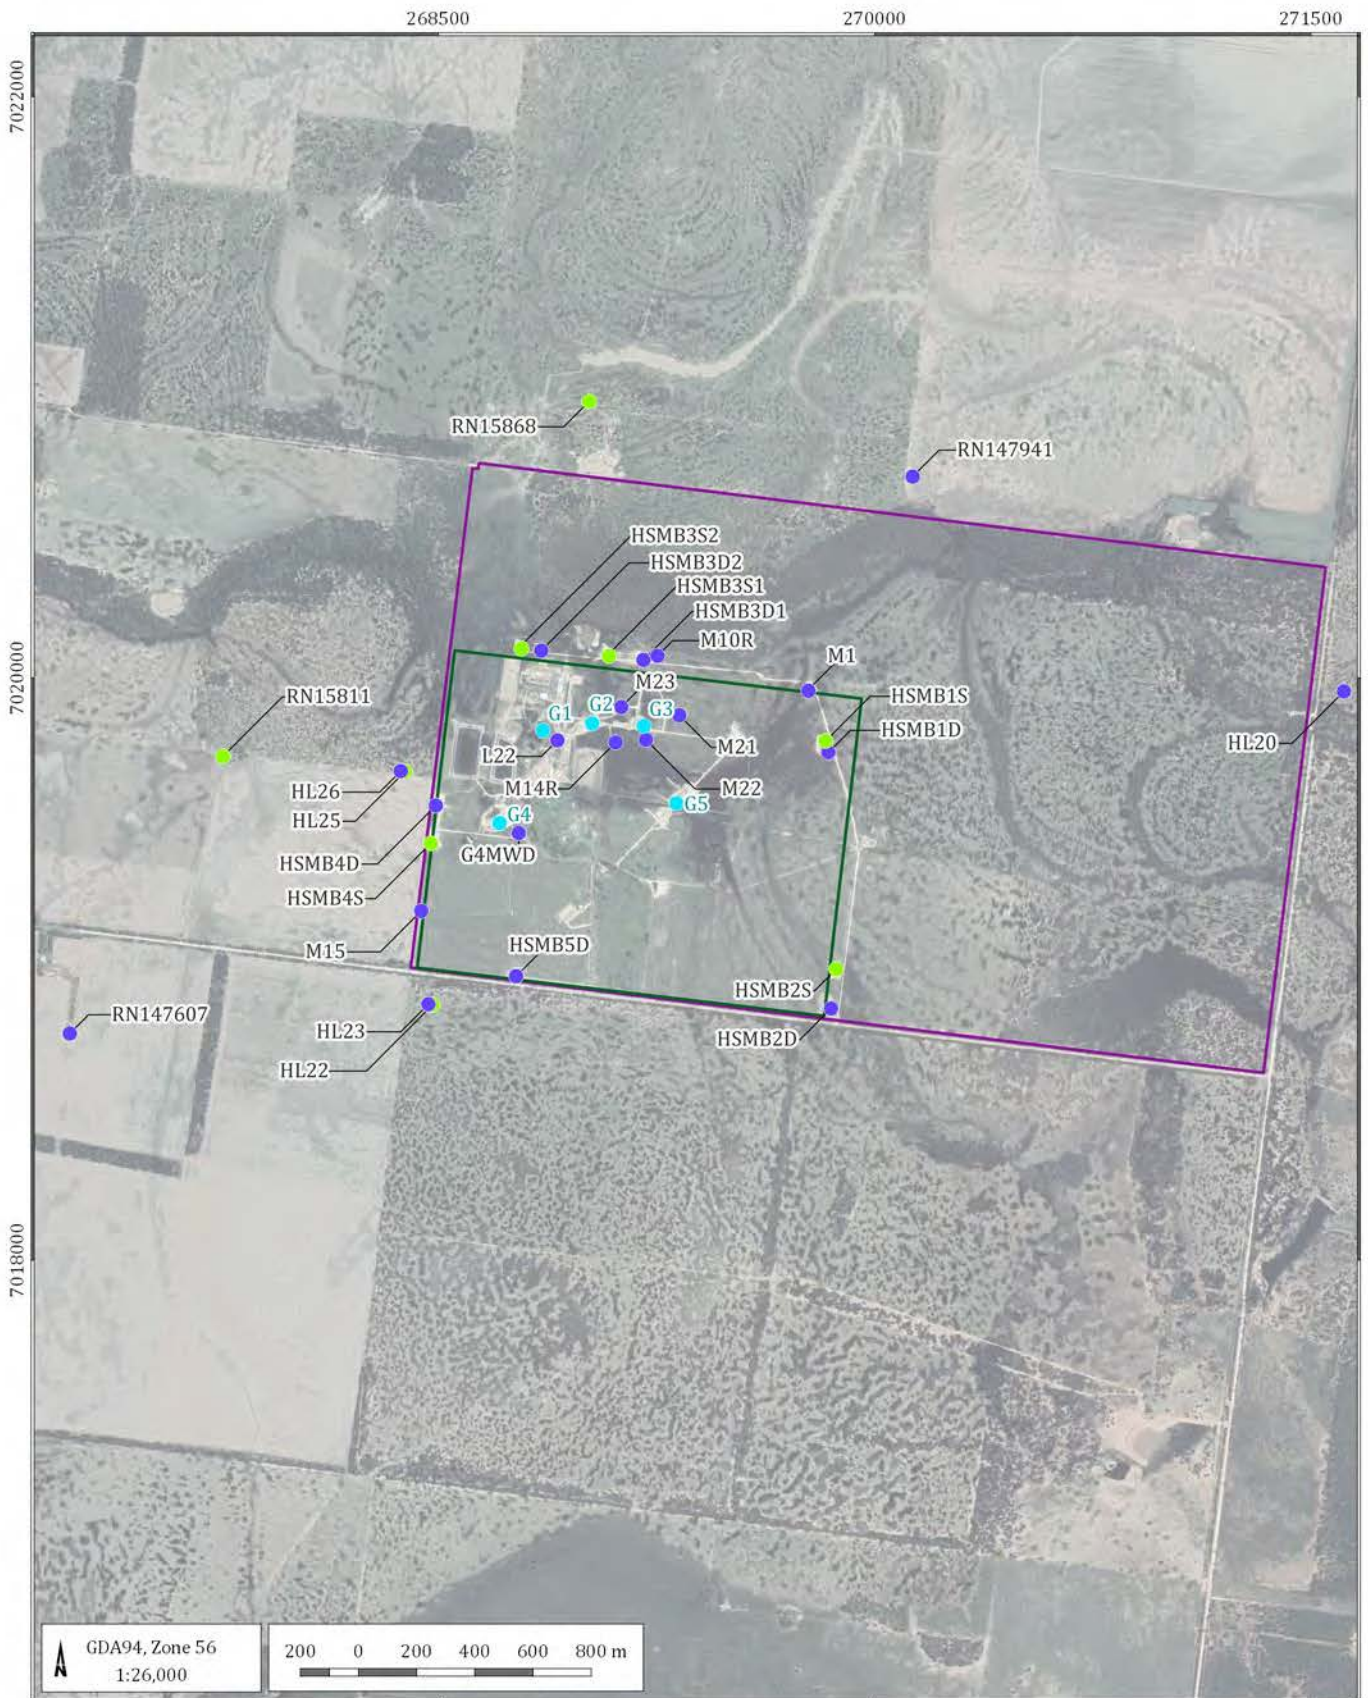 268500
270000
271500
7022000
RN15868
RN147941
HSMB3S2
HSMB3D2
HSMB3S1
HSMB3D1
M10R
M1
M23
RN15811
HSMB1S
G1
G2
G3
HSMB1D
7020000
L22
M21
HL20
M14R
M22
HL26
G5
HL25
G4
G4MWD
HSMB4D
HSMB4S
M15
HSMB5D
HSMB2S
RN147607
HL23
HSMB2D
HL22
7018000
GDA94, Zone 56
1:26,000
200 0 200 400 600 800 m
N